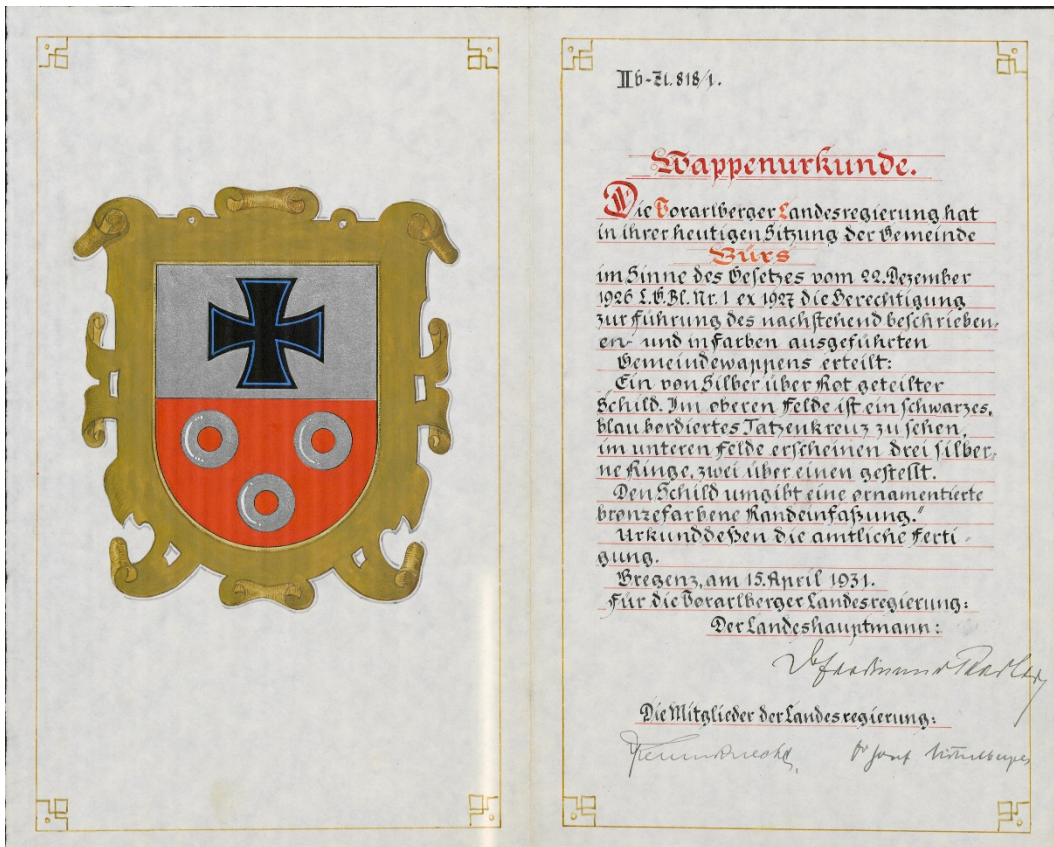 IIb-Zl. 818/1.
Wappenurkunde.
Die Vorarlberger Landesregierung hat
in ihrer heutigen Sitzung der Gemeinde
Bürs
im Sinne des Gesetzes vom 22. Dezember
1926 L.G.Bl. Nr. 1 ex 1927 die Berechtigung
zur Führung des nachstehend beschrieben-
en- und in Farben ausgeführten
Gemeindewappens erteilt:
Ein von Silber über Rot geteilter
Schild. Im oberen Felde ist ein schwarzes,
blau bordiertes Tatzenkreuz zu sehen,
im unteren Felde erscheinen drei silber-
ne Ringe, zwei über einen gestellt.
Den Schild umgibt eine ornamentierte
bronzefarbene Randeinfaßung."
Urkunddeßen die amtliche Ferti-
gung.
Bregenz, am 15. April 1931.
Für die Vorarlberger Landesregierung:
Der Landeshauptmann:
Dr Ferdinand Redler
Die Mitglieder der Landesregierung:
Dr Josef